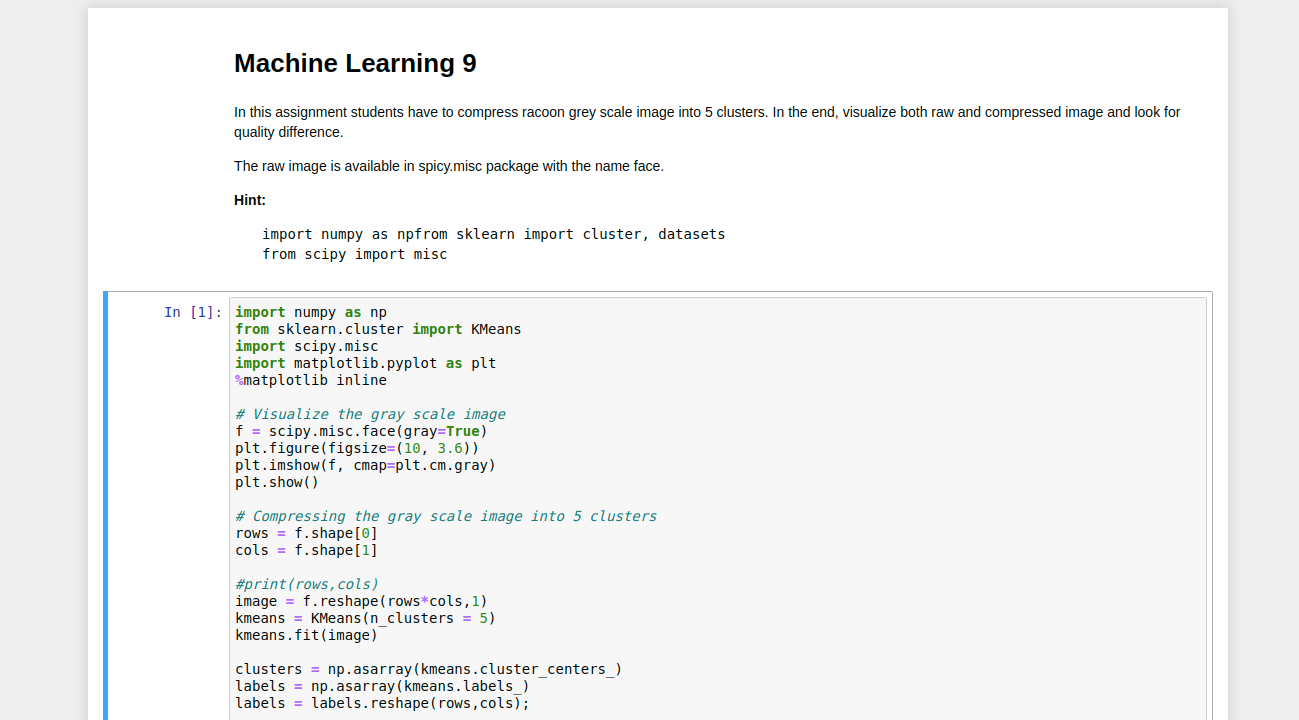 Machine Learning 9
In this assignment students have to compress racoon grey scale image into 5 clusters. In the end, visualize both raw and compressed image and look for
quality difference.
The raw image is available in spicy.misc package with the name face.
Hint:
import numpy as npfrom sklearn import cluster, datasets
from scipy import misc
In [1]:
import numpy as np
from sklearn.cluster import KMeans
import scipy.misc
import matplotlib.pyplot as plt
%matplotlib inline
# Visualize the gray scale image
f = scipy.misc.face(gray=True)
plt.figure(figsize=(10, 3.6))
plt.imshow(f, cmap=plt.cm.gray)
plt.show()
# Compressing the gray scale image into 5 clusters
rows = f.shape[0]
cols = f.shape[1]
#print(rows,cols)
image = f.reshape(rows*cols,1)
kmeans = KMeans(n_clusters = 5)
kmeans.fit(image)
clusters = np.asarray(kmeans.cluster_centers_)
labels = np.asarray(kmeans.labels_)
labels = labels.reshape(rows,cols);